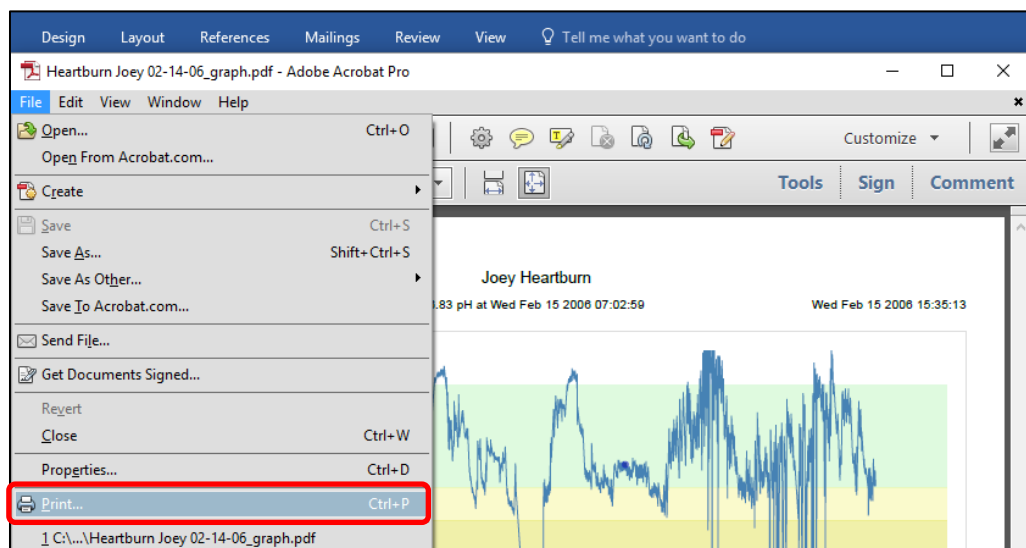 Design Layout References Mailings Review View Tell me what you want to do
Heartburn Joey 02-14-06_graph.pdf - Adobe Acrobat Pro
File Edit View Window Help
Open... Ctrl+O
Customize
Open From Acrobat.com...
Create
Tools Sign Comment
Save Ctrl+S
Save As... Shift+Ctrl+S
Save As Other...
Joey Heartburn
Save To Acrobat.com...
.83 pH at Wed Feb 15 2006 07:02:59 Wed Feb 15 2006 15:35:13
Send File...
Get Documents Signed...
Revert
Close Ctrl+W
Properties... Ctrl+D
Print... Ctrl+P
1 C:\...\Heartburn Joey 02-14-06_graph.pdf